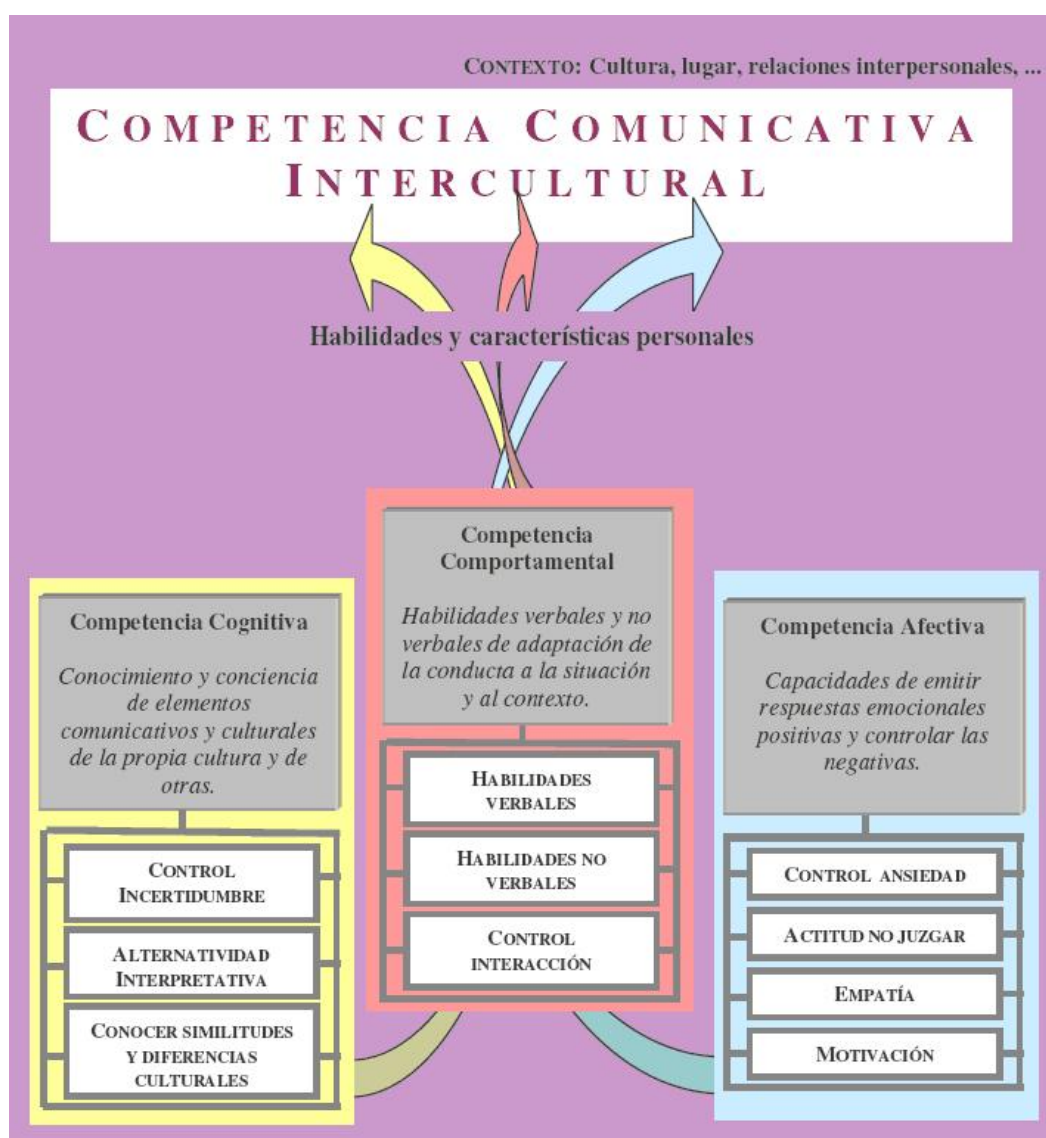 CONTEXTO: Cultura, lugar, relaciones interpersonales, ...
COMPETENCIA COMUNICATIVA
INTERCULTURAL
Habilidades y características personales
Competencia Cognitiva
Conocimiento y conciencia
de elementos
comunicativos y culturales
de la propia cultura y de
otras.
CONTROL
INCERTIDUMBRE
ALTERNATIVIDAD
INTERPRETATIVA
CONOCER SIMILITUDES
Y DIFERENCIAS
CULTURALES
Competencia
Comportamental
Habilidades verbales y no
verbales de adaptación de
la conducta a la situación
y al contexto.
HABILIDADES
VERBALES
HABILIDADES NO
VERBALES
CONTROL
INTERACCIÓN
Competencia Afectiva
Capacidades de emitir
respuestas emocionales
positivas y controlar las
negativas.
CONTROL ANSIEDAD
ACTITUD NO JUZGAR
EMPATÍA
MOTIVACIÓN